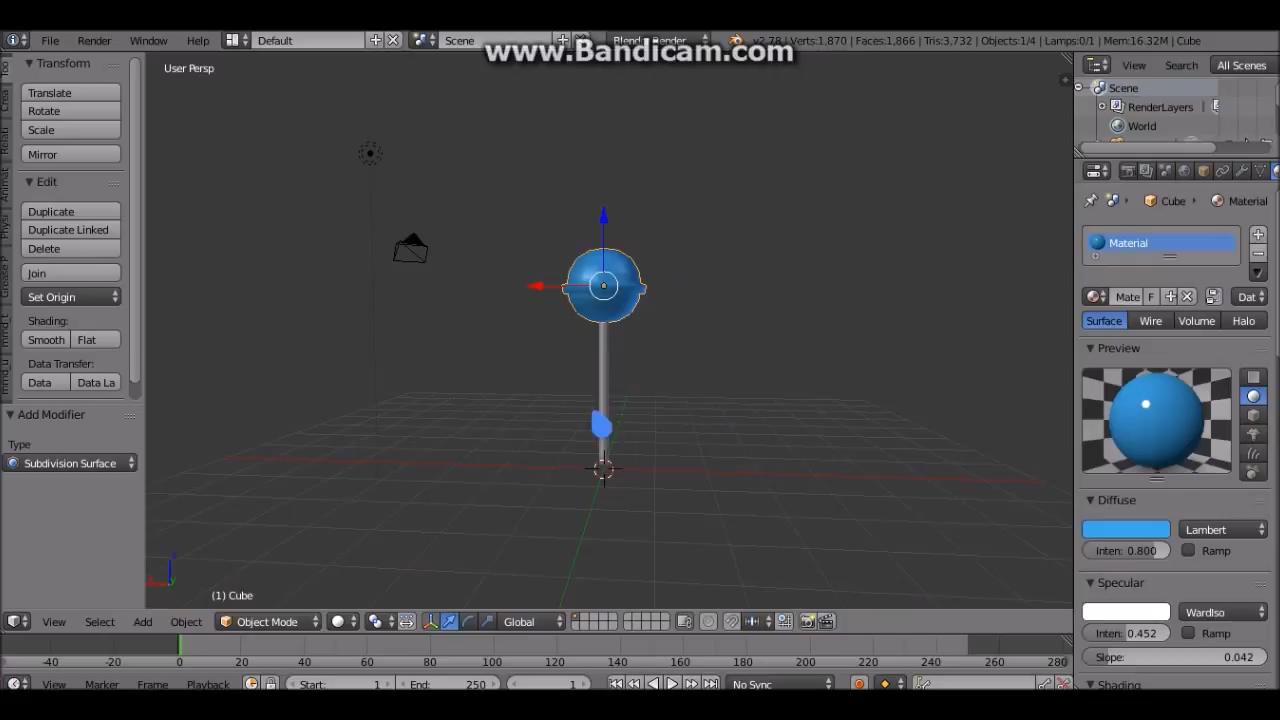 www.Bandicam.com
File Render Window Help Default Scene Blender Render v2.78 | Verts:1,870 | Faces:1,866 | Tris:3,732 | Objects:1/4 | Lamps:0/1 | Mem:16.32M | Cube
Transform
Translate
Rotate
Scale
Mirror
Edit
Duplicate
Duplicate Linked
Delete
Join
Set Origin
Shading:
Smooth Flat
Data Transfer:
Data Data La
Add Modifier
Type
Subdivision Surface
User Persp
(1) Cube
View Select Add Object Object Mode Global
-40 -20 0 20 40 60 80 100 120 140 160 180 200 220 240 260 280
View Marker Frame Playback Start: 1 End: 250 1 No Sync
View Search All Scenes
Scene
RenderLayers
World
Cube Material
Material
Mate F Dat
Surface Wire Volume Halo
Preview
Diffuse
Lambert
Inten: 0.800 Ramp
Specular
WardIso
Inten: 0.452 Ramp
Slope: 0.042
Shading